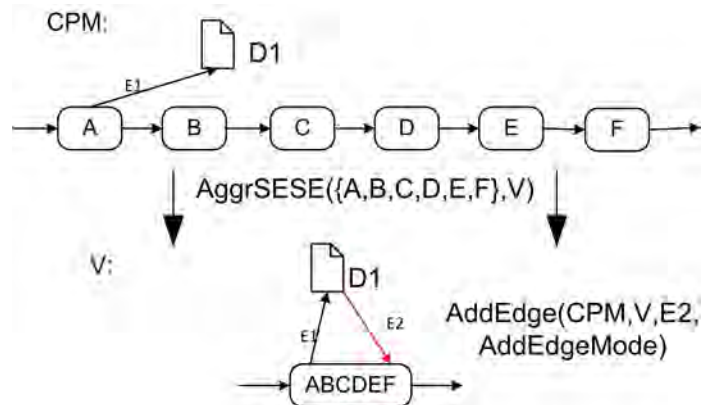 CPM:
D1
E1
A B C D E F
AggrSESE({A,B,C,D,E,F},V)
V:
D1
E1 E2
AddEdge(CPM,V,E2,
AddEdgeMode)
ABCDEF